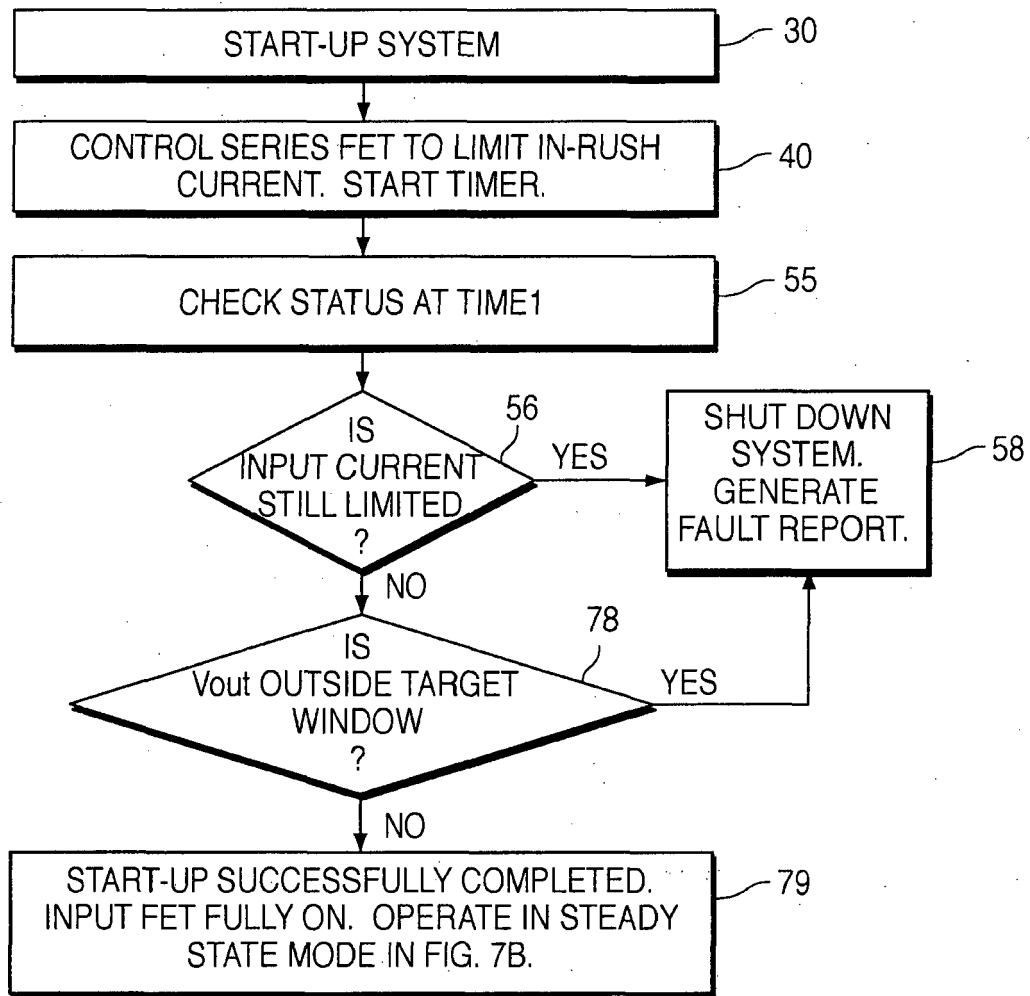 START-UP SYSTEM
30
CONTROL SERIES FET TO LIMIT IN-RUSH
CURRENT. START TIMER.
40
CHECK STATUS AT TIME1
55
IS
INPUT CURRENT
STILL LIMITED
?
56
YES
SHUT DOWN
SYSTEM.
GENERATE
FAULT REPORT.
58
NO
IS
Vout OUTSIDE TARGET
WINDOW
?
78
YES
NO
START-UP SUCCESSFULLY COMPLETED.
INPUT FET FULLY ON. OPERATE IN STEADY
STATE MODE IN FIG. 7B.
79